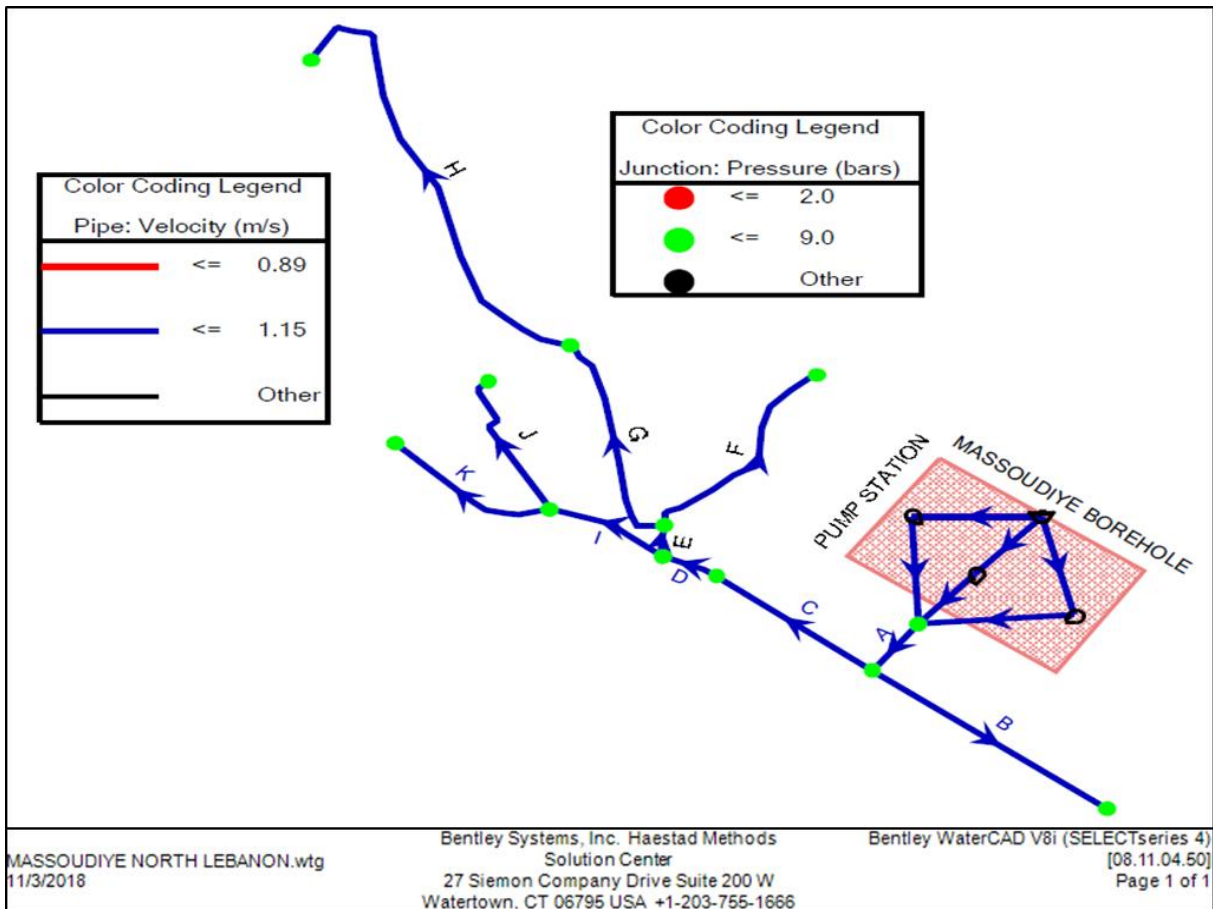 H
Color Coding Legend
Junction: Pressure (bars)
<= 2.0
<= 9.0
Other
Color Coding Legend
Pipe: Velocity (m/s)
<= 0.89
<= 1.15
Other
G
J
F
K
E
I
D
PUMP STATION
MASSOUDIYE BOREHOLE
C
A
B
MASSOUDIYE NORTH LEBANON.wtg
11/3/2018
Bentley Systems, Inc. Haestad Methods
Solution Center
27 Siemon Company Drive Suite 200 W
Watertown, CT 06795 USA +1-203-755-1666
Bentley WaterCAD V8i (SELECTseries 4)
[08.11.04.50]
Page 1 of 1